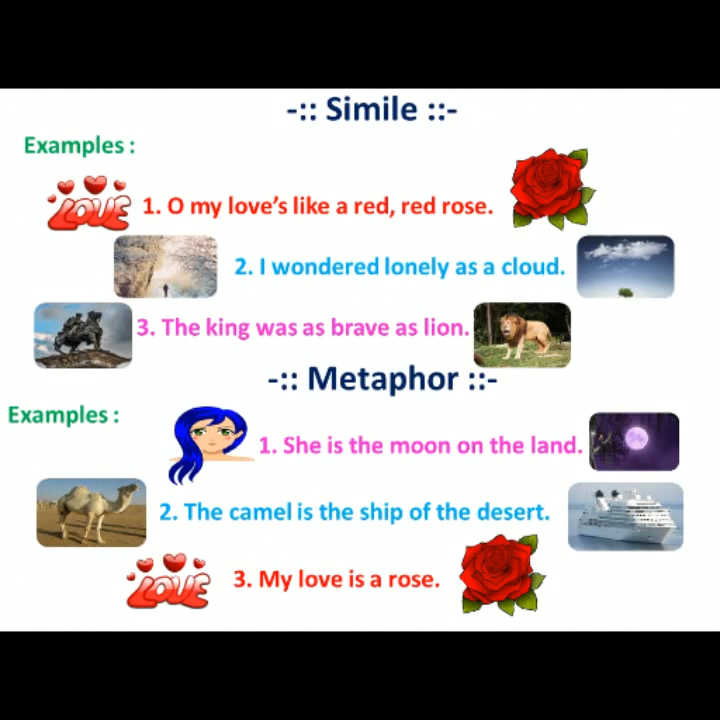 -:: Simile ::-
Examples :
LOVE 1. O my love's like a red, red rose.
2. I wondered lonely as a cloud.
3. The king was as brave as lion.
-:: Metaphor ::-
Examples :
1. She is the moon on the land.
2. The camel is the ship of the desert.
LOVE 3. My love is a rose.